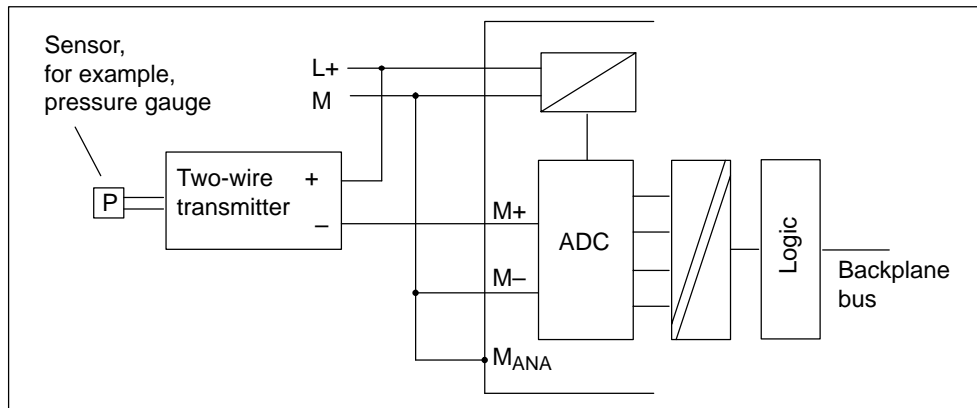 Sensor,
for example,
pressure gauge
L+
M
P
Two-wire
transmitter
+
–
M+
M–
MANA
ADC
Logic
Backplane
bus